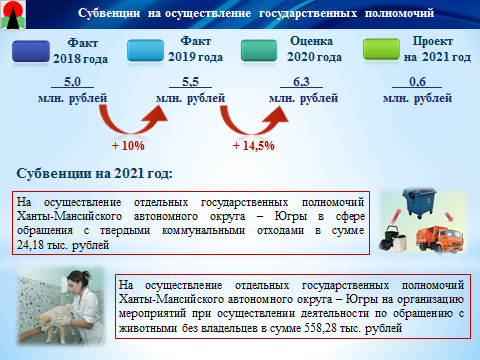 Субвенции на осуществление государственных полномочий
Факт
2018 года
Факт
2019 года
Оценка
2020 года
Проект
на 2021 год
5,0
млн. рублей
5,5
млн. рублей
6,3
млн. рублей
0,6
млн. рублей
+ 10%
+ 14,5%
Субвенции на 2021 год:
На осуществление отдельных государственных полномочий
Ханты-Мансийского автономного округа – Югры в сфере
обращения с твердыми коммунальными отходами в сумме
24,18 тыс. рублей
На осуществление отдельных государственных полномочий
Ханты-Мансийского автономного округа – Югры на организацию
мероприятий при осуществлении деятельности по обращению с
животными без владельцев в сумме 558,28 тыс. рублей